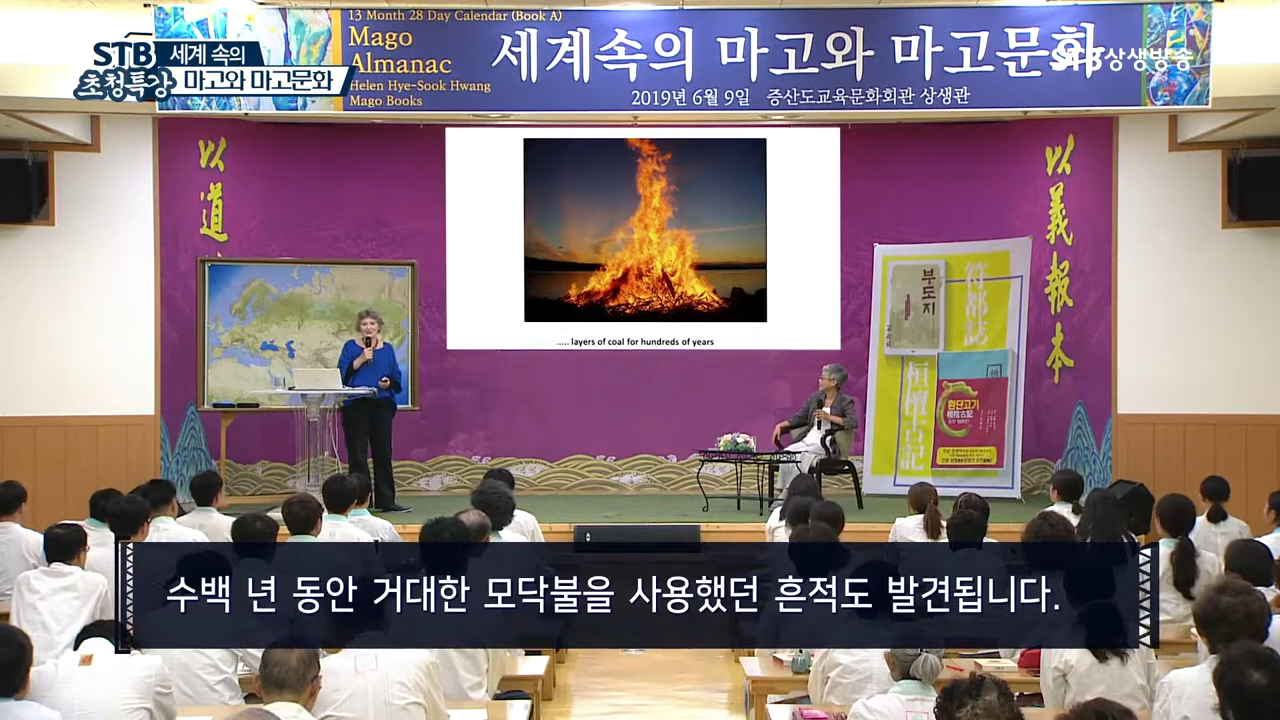 13 Month 28 Day Calendar (Book A)
Mago
Almanac
Helen Hye-Sook Hwang
Mago Books
세계속의 마고와 마고문화
2019년 6월 9일 증산도교육문화회관 상생관
STB
초청특강
세계 속의
마고와 마고문화
STB상생방송
以道
以義報本
..... layers of coal for hundreds of years
부도지
符都誌
桓檀古記
환단고기
桓檀古記
수백 년 동안 거대한 모닥불을 사용했던 흔적도 발견됩니다.